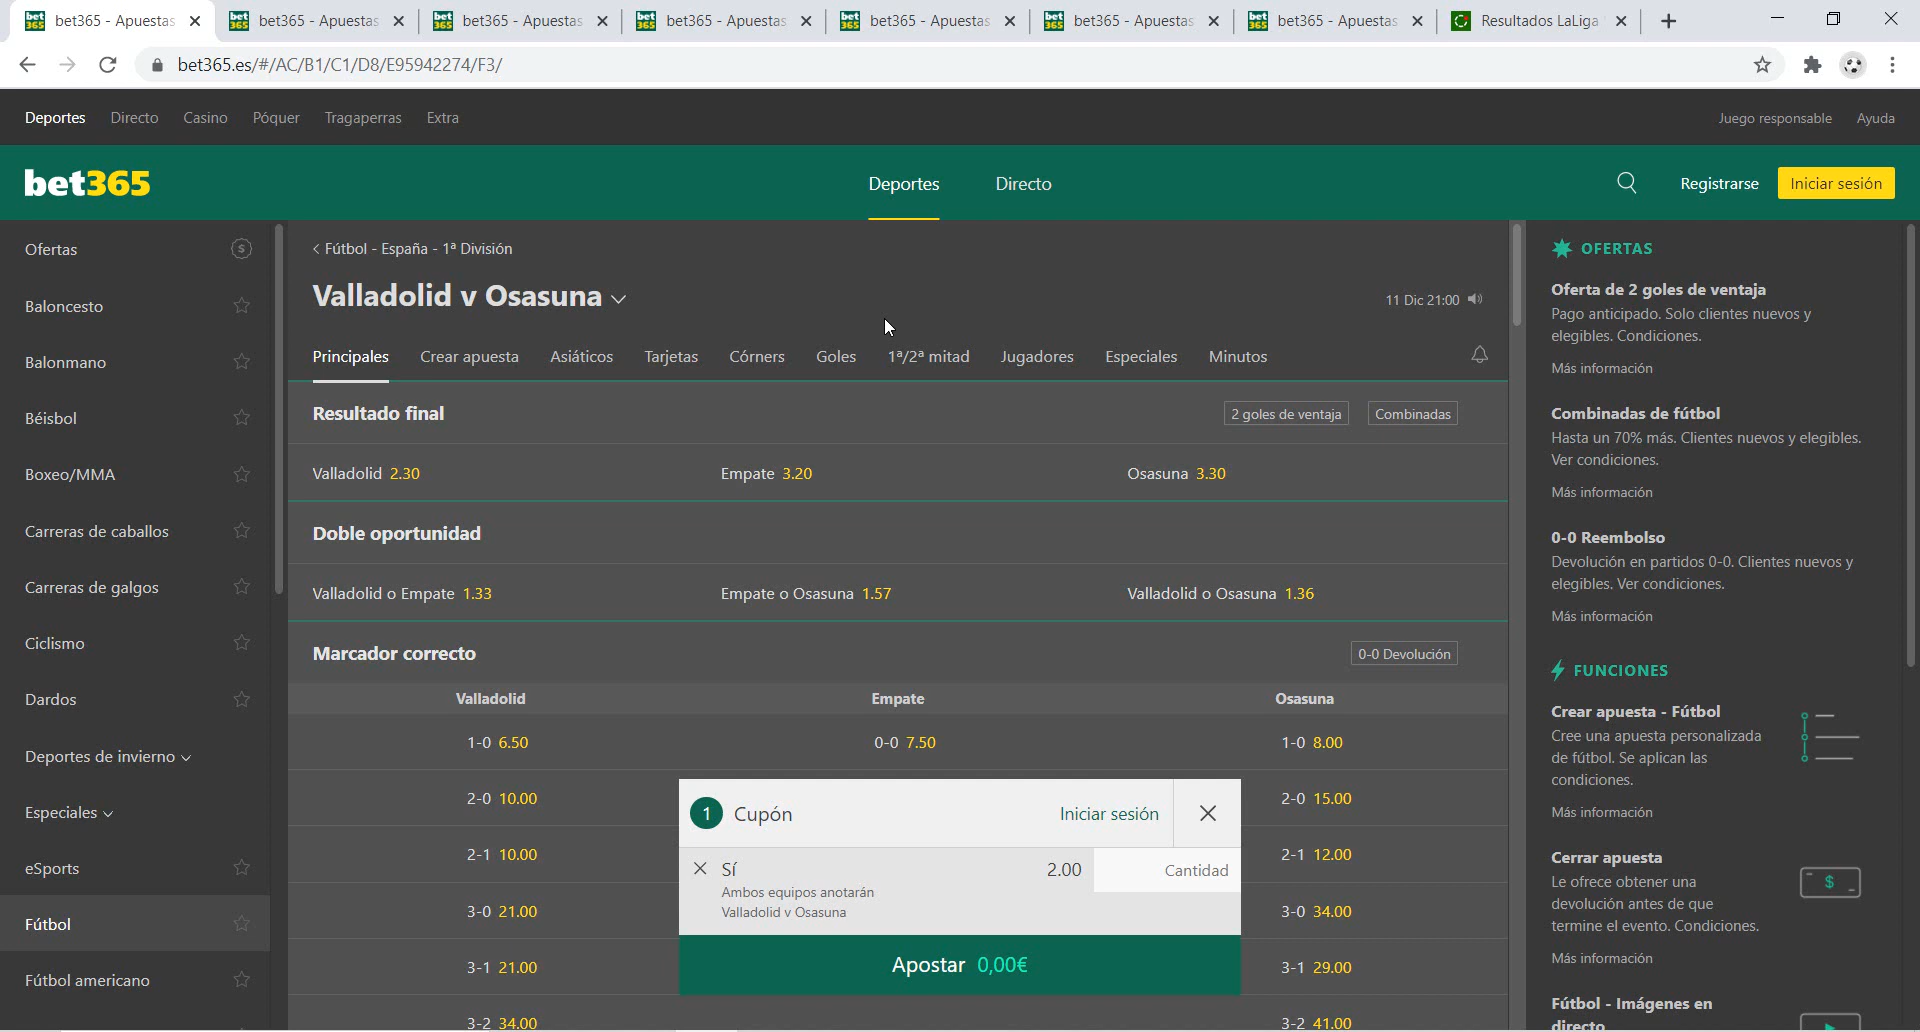 bet365 - Apuestas
bet365 - Apuestas
bet365 - Apuestas
bet365 - Apuestas
bet365 - Apuestas
bet365 - Apuestas
bet365 - Apuestas
Resultados LaLiga
bet365.es/#/AC/B1/C1/D8/E95942274/F3/
Deportes Directo Casino Póquer Tragaperras Extra
Juego responsable Ayuda
bet365
Deportes Directo
Registrarse
Iniciar sesión
Ofertas
Baloncesto
Balonmano
Béisbol
Boxeo/MMA
Carreras de caballos
Carreras de galgos
Ciclismo
Dardos
Deportes de invierno
Especiales
eSports
Fútbol
Fútbol americano
< Fútbol - España - 1ª División
Valladolid v Osasuna
11 Dic 21:00
Principales Crear apuesta Asiáticos Tarjetas Córners Goles 1ª/2ª mitad Jugadores Especiales Minutos
Resultado final
2 goles de ventaja
Combinadas
Valladolid 2.30 Empate 3.20 Osasuna 3.30
Doble oportunidad
Valladolid o Empate 1.33 Empate o Osasuna 1.57 Valladolid o Osasuna 1.36
Marcador correcto
0-0 Devolución
Valladolid Empate Osasuna
1-0 6.50 0-0 7.50 1-0 8.00
2-0 10.00 2-0 15.00
2-1 10.00 2-1 12.00
3-0 21.00 3-0 34.00
3-1 21.00 3-1 29.00
3-2 34.00 3-2 41.00
1 Cupón Iniciar sesión
Sí 2.00 Cantidad
Ambos equipos anotarán
Valladolid v Osasuna
Apostar 0,00€
OFERTAS
Oferta de 2 goles de ventaja
Pago anticipado. Solo clientes nuevos y
elegibles. Condiciones.
Más información
Combinadas de fútbol
Hasta un 70% más. Clientes nuevos y elegibles.
Ver condiciones.
Más información
0-0 Reembolso
Devolución en partidos 0-0. Clientes nuevos y
elegibles. Ver condiciones.
Más información
FUNCIONES
Crear apuesta - Fútbol
Cree una apuesta personalizada
de fútbol. Se aplican las
condiciones.
Más información
Cerrar apuesta
Le ofrece obtener una
devolución antes de que
termine el evento. Condiciones.
Más información
Fútbol - Imágenes en
directo